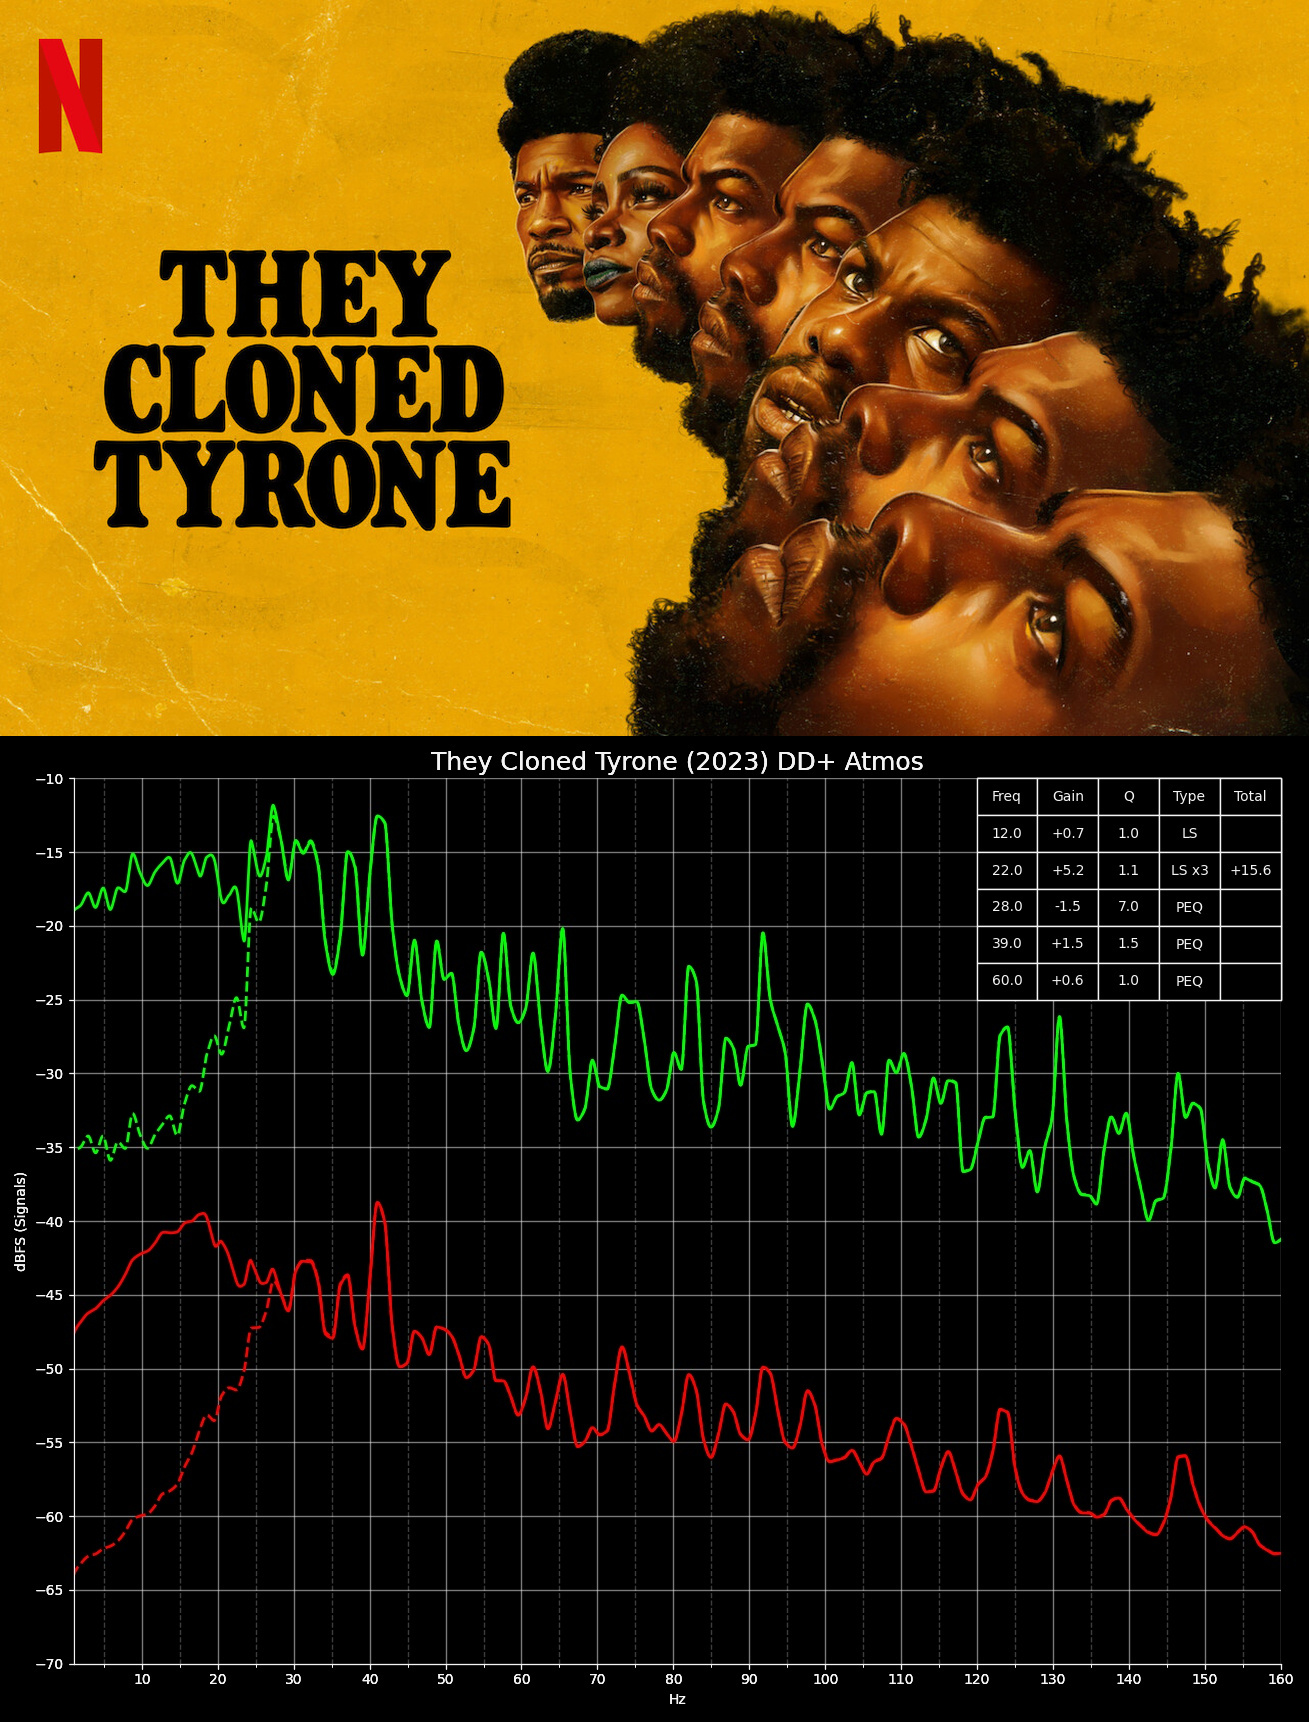 N
THEY
CLONED
TYRONE
They Cloned Tyrone (2023) DD+ Atmos
Freq Gain Q Type Total
12.0 +0.7 1.0 LS
22.0 +5.2 1.1 LS x3 +15.6
28.0 -1.5 7.0 PEQ
39.0 +1.5 1.5 PEQ
60.0 +0.6 1.0 PEQ
−10
−15
−20
−25
−30
−35
−40
−45
−50
−55
−60
−65
−70
dBFS (Signals)
10 20 30 40 50 60 70 80 90 100 110 120 130 140 150 160
Hz